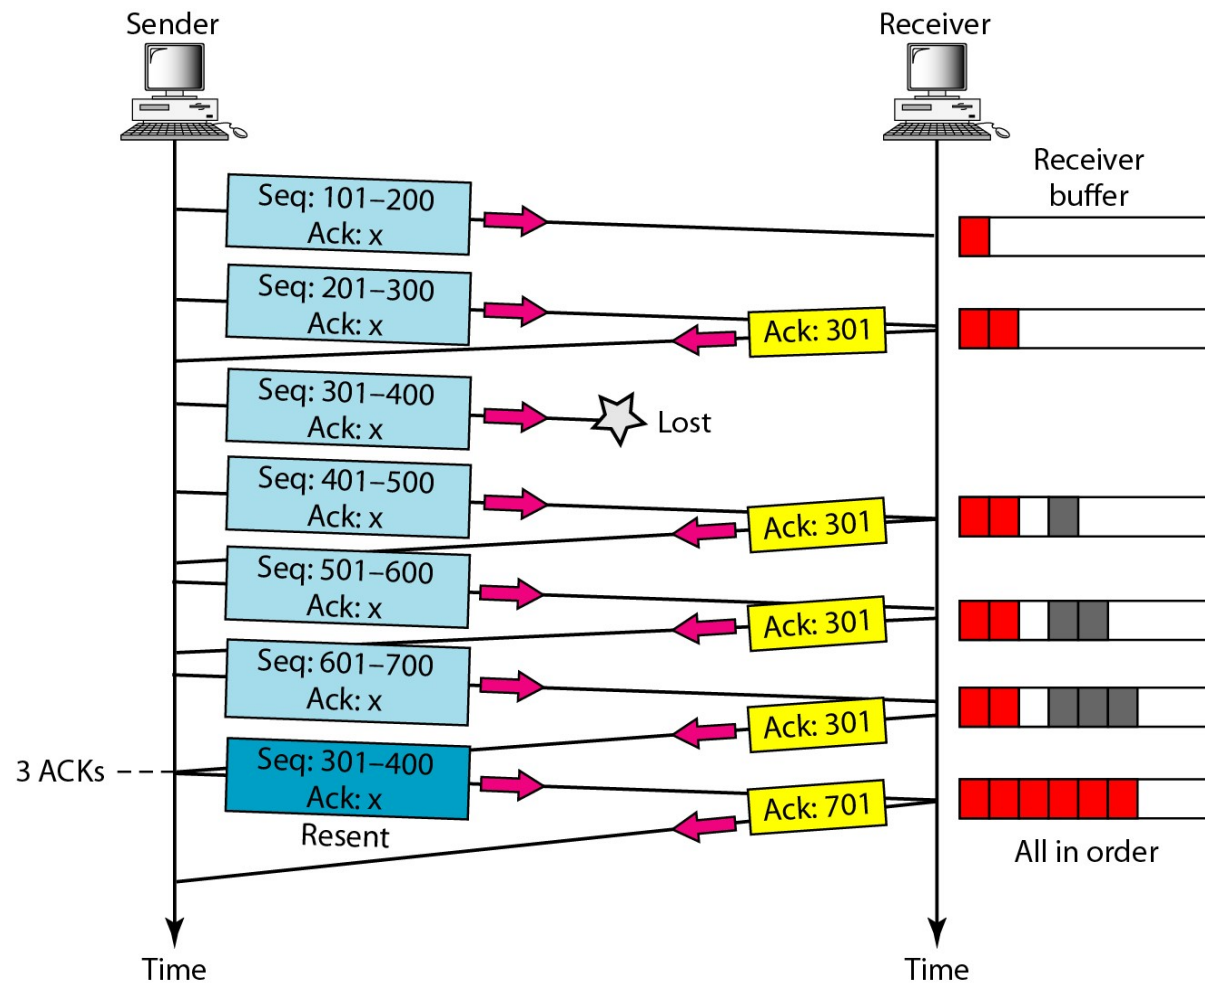 Sender
Receiver
Receiver
buffer
Seq: 101–200
Ack: x
Seq: 201–300
Ack: x
Ack: 301
Seq: 301–400
Ack: x
Lost
Seq: 401–500
Ack: x
Ack: 301
Seq: 501–600
Ack: x
Ack: 301
Seq: 601–700
Ack: x
Ack: 301
3 ACKs
Seq: 301–400
Ack: x
Resent
Ack: 701
All in order
Time
Time